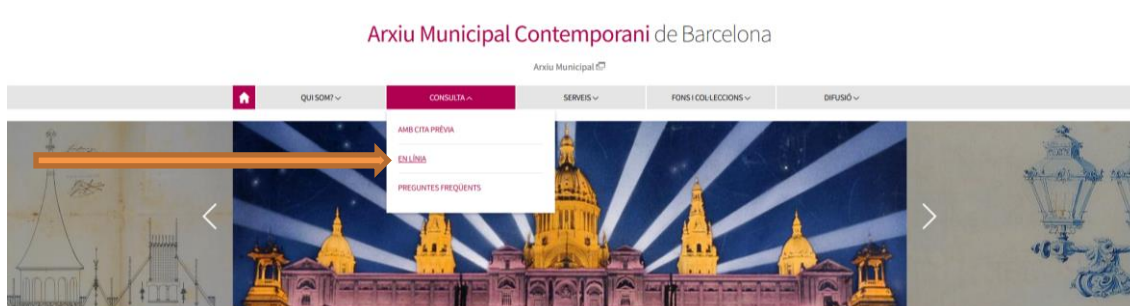 Arxiu Municipal Contemporani de Barcelona
Arxiu Municipal
QUI SOM? CONSULTA SERVEIS FONS I COL·LECCIONS DIFUSIÓ
AMB CITA PRÈVIA
EN LÍNIA
PREGUNTES FREQÜENTS